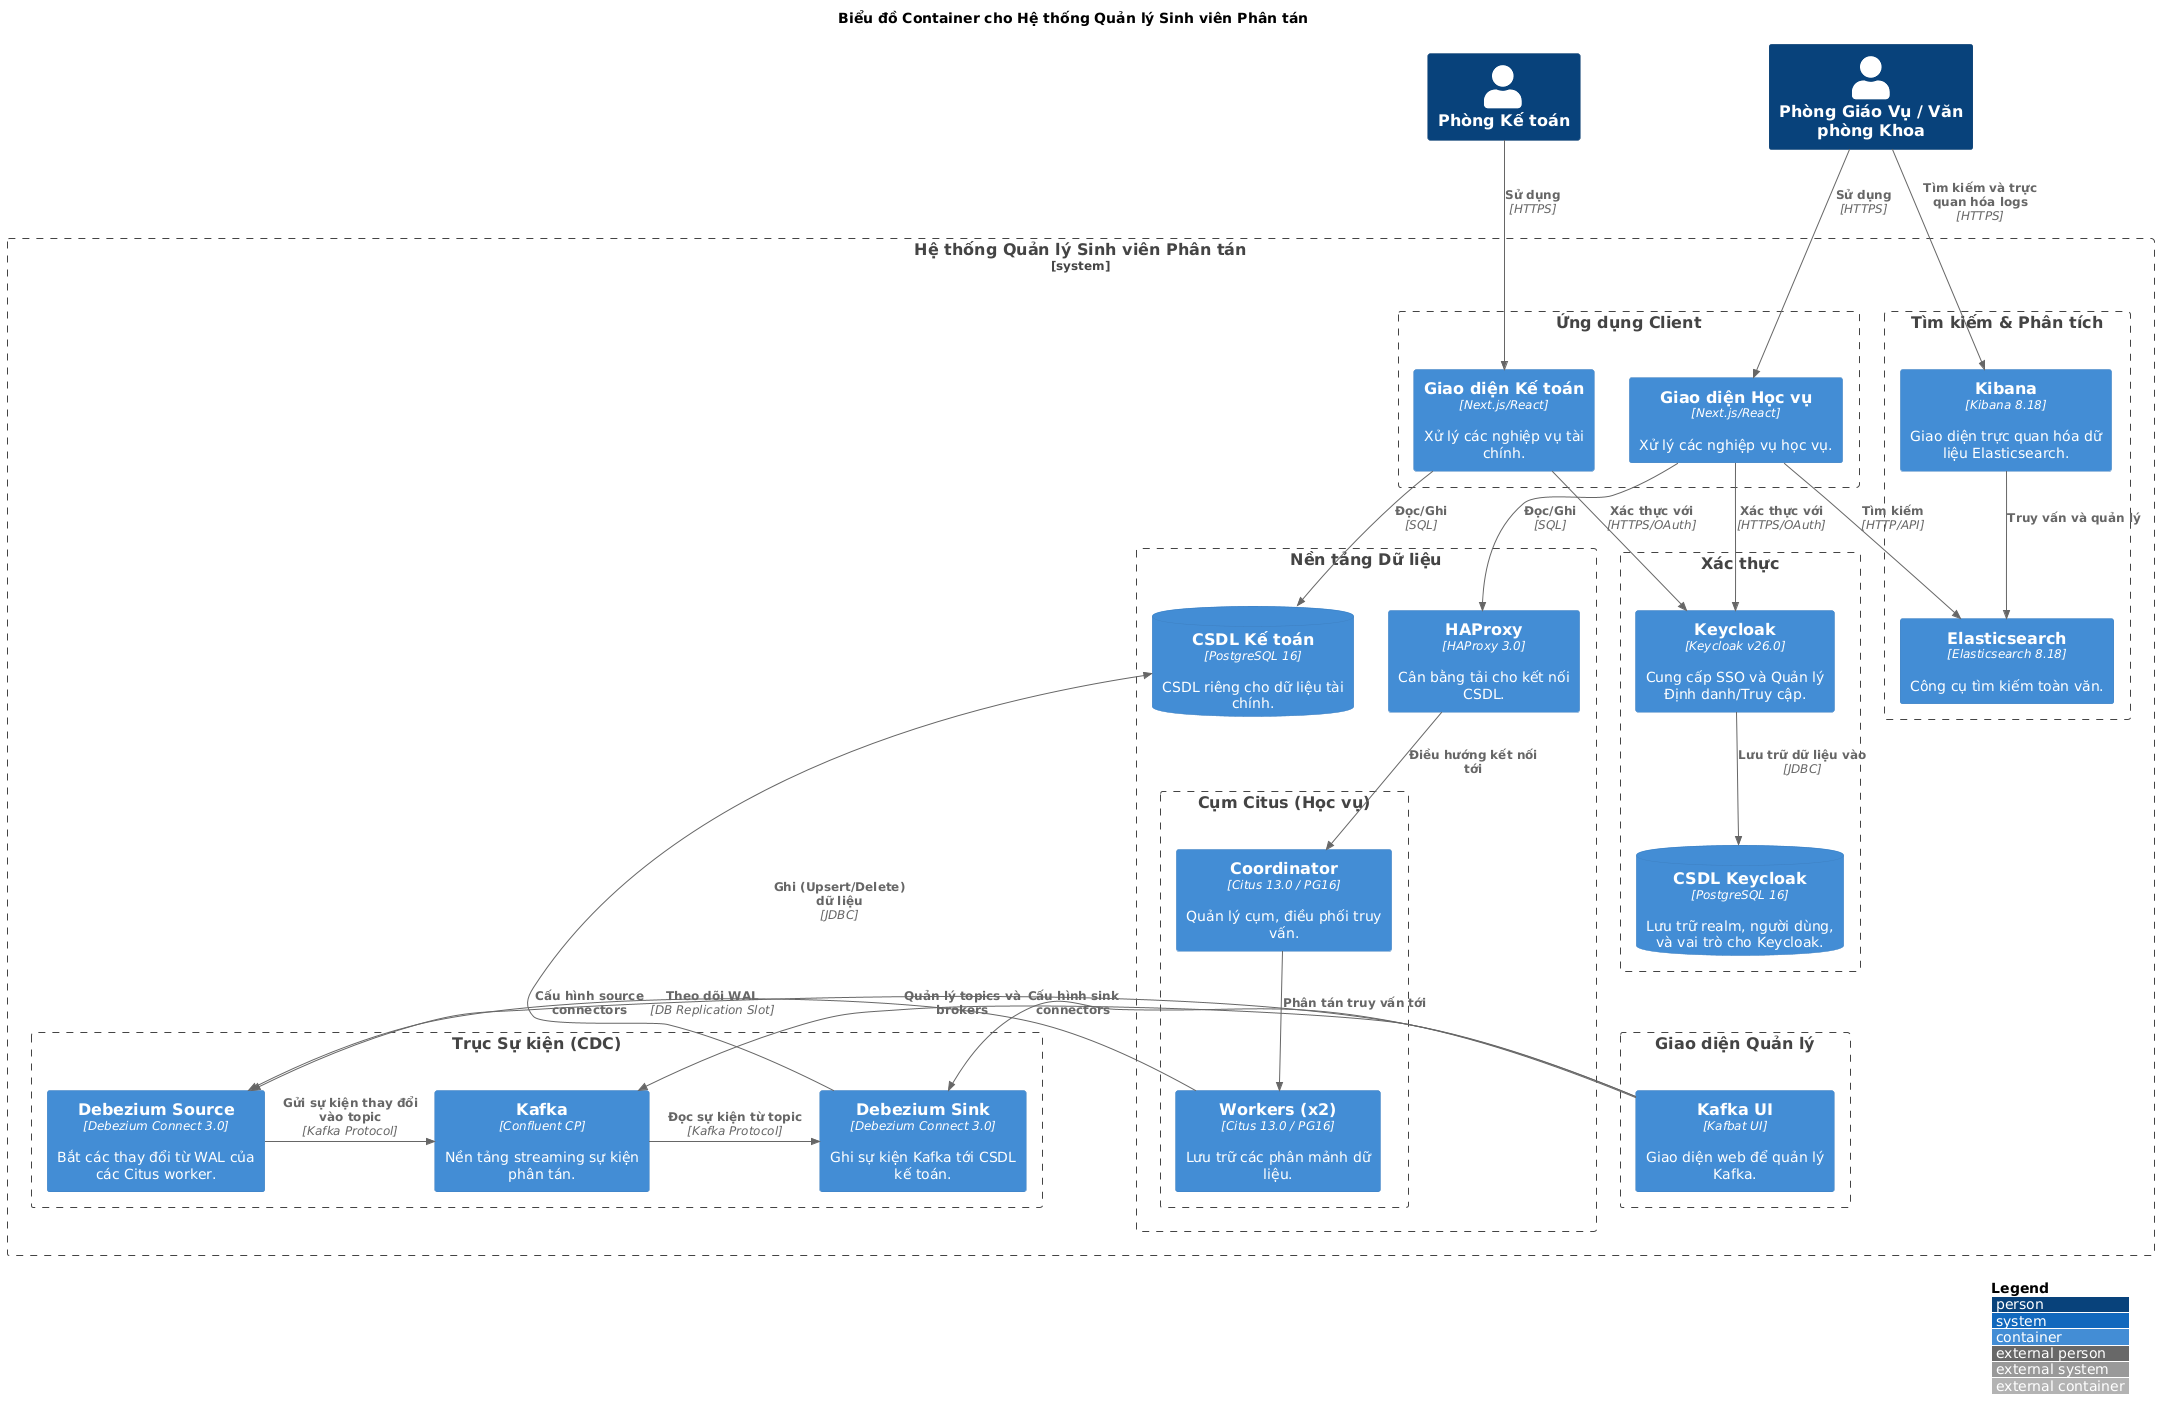 Biểu đồ Container cho Hệ thống Quản lý Sinh viên Phân tán
Phòng Kế toán
Phòng Giáo Vụ / Văn
phòng Khoa
Sử dụng
[HTTPS]
Sử dụng
[HTTPS]
Tìm kiếm và trực
quan hóa logs
[HTTPS]
Hệ thống Quản lý Sinh viên Phân tán
[system]
Ứng dụng Client
Giao diện Kế toán
[Next.js/React]
Xử lý các nghiệp vụ tài
chính.
Giao diện Học vụ
[Next.js/React]
Xử lý các nghiệp vụ học vụ.
Tìm kiếm & Phân tích
Kibana
[Kibana 8.18]
Giao diện trực quan hóa dữ
liệu Elasticsearch.
Đọc/Ghi
[SQL]
Đọc/Ghi
[SQL]
Xác thực với
[HTTPS/OAuth]
Xác thực với
[HTTPS/OAuth]
Tìm kiếm
[HTTP/API]
Truy vấn và quản lý
Nền tảng Dữ liệu
CSDL Kế toán
[PostgreSQL 16]
CSDL riêng cho dữ liệu tài
chính.
HAProxy
[HAProxy 3.0]
Cân bằng tải cho kết nối
CSDL.
Xác thực
Keycloak
[Keycloak v26.0]
Cung cấp SSO và Quản lý
Định danh/Truy cập.
Elasticsearch
[Elasticsearch 8.18]
Công cụ tìm kiếm toàn văn.
Điều hướng kết nối
tới
Lưu trữ dữ liệu vào
[JDBC]
Cụm Citus (Học vụ)
Coordinator
[Citus 13.0 / PG16]
Quản lý cụm, điều phối truy
vấn.
CSDL Keycloak
[PostgreSQL 16]
Lưu trữ realm, người dùng,
và vai trò cho Keycloak.
Ghi (Upsert/Delete)
dữ liệu
[JDBC]
Cấu hình source
connectors
Theo dõi WAL
[DB Replication Slot]
Quản lý topics và
brokers
Cấu hình sink
connectors
Phân tán truy vấn tới
Trục Sự kiện (CDC)
Debezium Source
[Debezium Connect 3.0]
Bắt các thay đổi từ WAL của
các Citus worker.
Gửi sự kiện thay đổi
vào topic
[Kafka Protocol]
Kafka
[Confluent CP]
Nền tảng streaming sự kiện
phân tán.
Đọc sự kiện từ topic
[Kafka Protocol]
Debezium Sink
[Debezium Connect 3.0]
Ghi sự kiện Kafka tới CSDL
kế toán.
Workers (x2)
[Citus 13.0 / PG16]
Lưu trữ các phân mảnh dữ
liệu.
Giao diện Quản lý
Kafka UI
[Kafbat UI]
Giao diện web để quản lý
Kafka.
Legend
person
system
container
external person
external system
external container